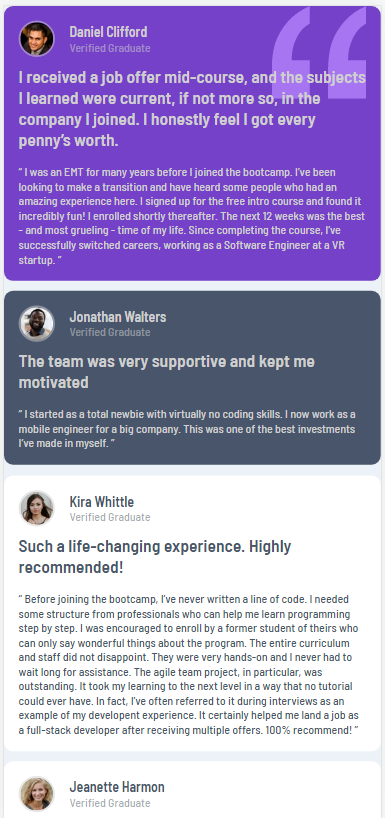 Daniel Clifford
Verified Graduate
I received a job offer mid-course, and the subjects
I learned were current, if not more so, in the
company I joined. I honestly feel I got every
penny’s worth.
“ I was an EMT for many years before I joined the bootcamp. I’ve been
looking to make a transition and have heard some people who had an
amazing experience here. I signed up for the free intro course and found it
incredibly fun! I enrolled shortly thereafter. The next 12 weeks was the best
- and most grueling - time of my life. Since completing the course, I’ve
successfully switched careers, working as a Software Engineer at a VR
startup. ”
Jonathan Walters
Verified Graduate
The team was very supportive and kept me
motivated
“ I started as a total newbie with virtually no coding skills. I now work as a
mobile engineer for a big company. This was one of the best investments
I’ve made in myself. ”
Kira Whittle
Verified Graduate
Such a life-changing experience. Highly
recommended!
“ Before joining the bootcamp, I’ve never written a line of code. I needed
some structure from professionals who can help me learn programming
step by step. I was encouraged to enroll by a former student of theirs who
can only say wonderful things about the program. The entire curriculum
and staff did not disappoint. They were very hands-on and I never had to
wait long for assistance. The agile team project, in particular, was
outstanding. It took my learning to the next level in a way that no tutorial
could ever have. In fact, I’ve often referred to it during interviews as an
example of my developent experience. It certainly helped me land a job as
a full-stack developer after receiving multiple offers. 100% recommend! ”
Jeanette Harmon
Verified Graduate